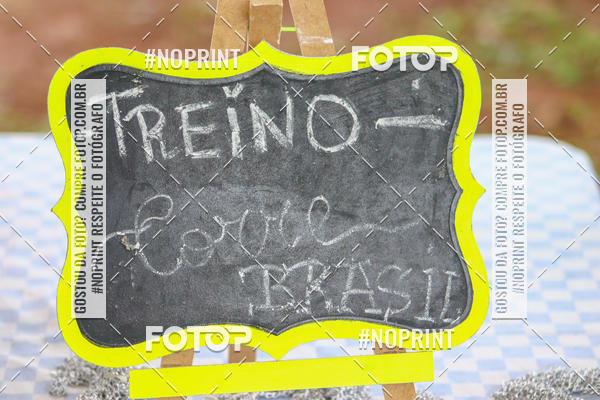 #NOPRINT FOTOP
TREINO -
Corre
BRASIL
FOTOP #NOPRINT
GOSTOU DA FOTO? COMPRE FOTOP.COM.BR
#NOPRINT RESPEITE O FOTÓGRAFO
GOSTOU DA FOTO? COMPRE FOTOP.COM.BR
#NOPRINT RESPEITE O FOTÓGRAFO